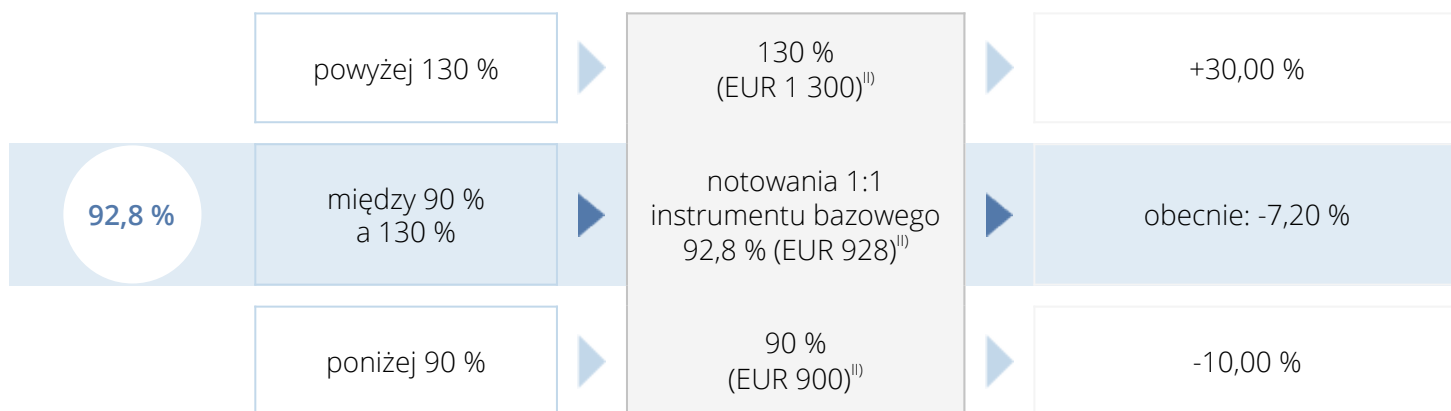 powyżej 130 %
130 %
(EUR 1 300)II)
+30,00 %
92,8 %
między 90 %
a 130 %
notowania 1:1
instrumentu bazowego
92,8 % (EUR 928)II)
obecnie: -7,20 %
poniżej 90 %
90 %
(EUR 900)II)
-10,00 %